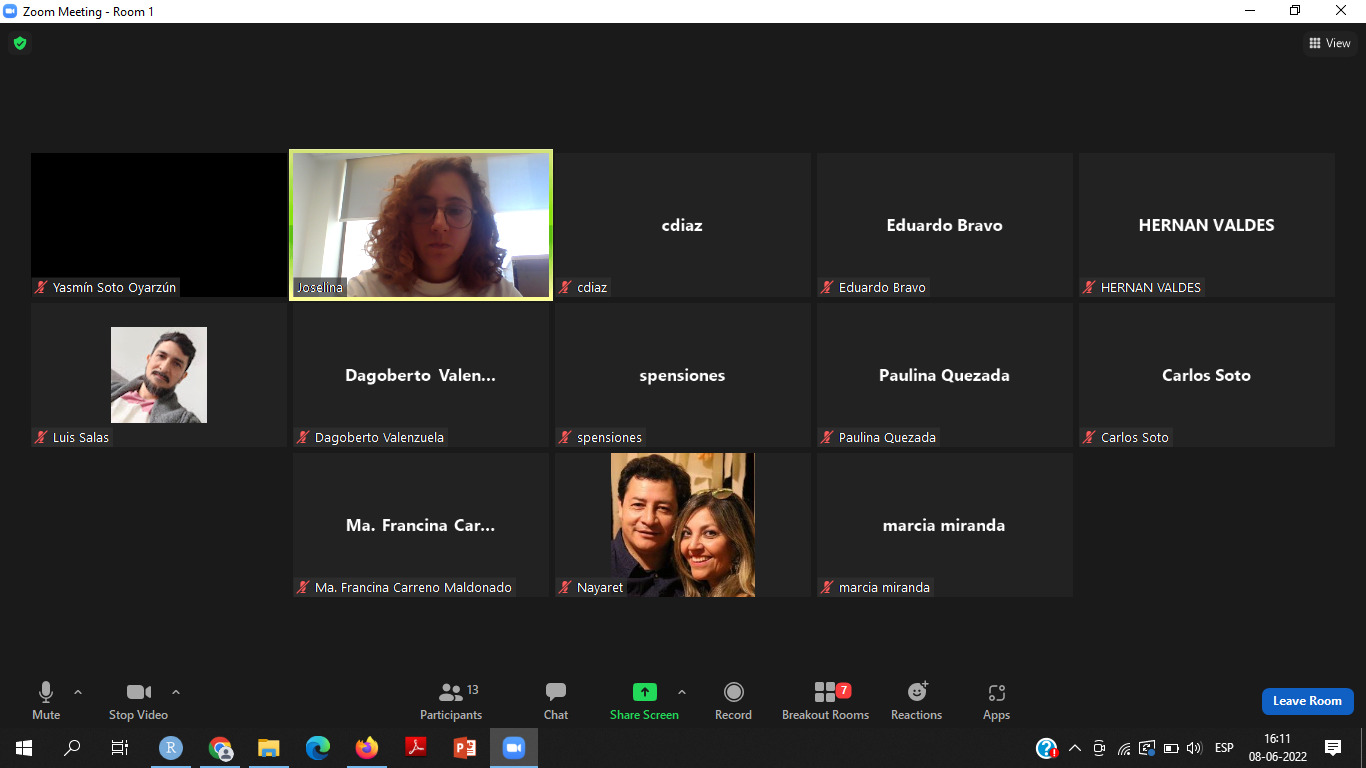 Zoom Meeting - Room 1
View
Yasmín Soto Oyarzún
Joselina
cdiaz
cdiaz
Eduardo Bravo
Eduardo Bravo
HERNAN VALDES
HERNAN VALDES
Luis Salas
Dagoberto Valen...
Dagoberto Valenzuela
spensiones
spensiones
Paulina Quezada
Paulina Quezada
Carlos Soto
Carlos Soto
Ma. Francina Car...
Ma. Francina Carreno Maldonado
Nayaret
marcia miranda
marcia miranda
Mute
Stop Video
13
Participants
Chat
Share Screen
Record
7
Breakout Rooms
Reactions
Apps
Leave Room
R
P
ESP
16:11
08-06-2022